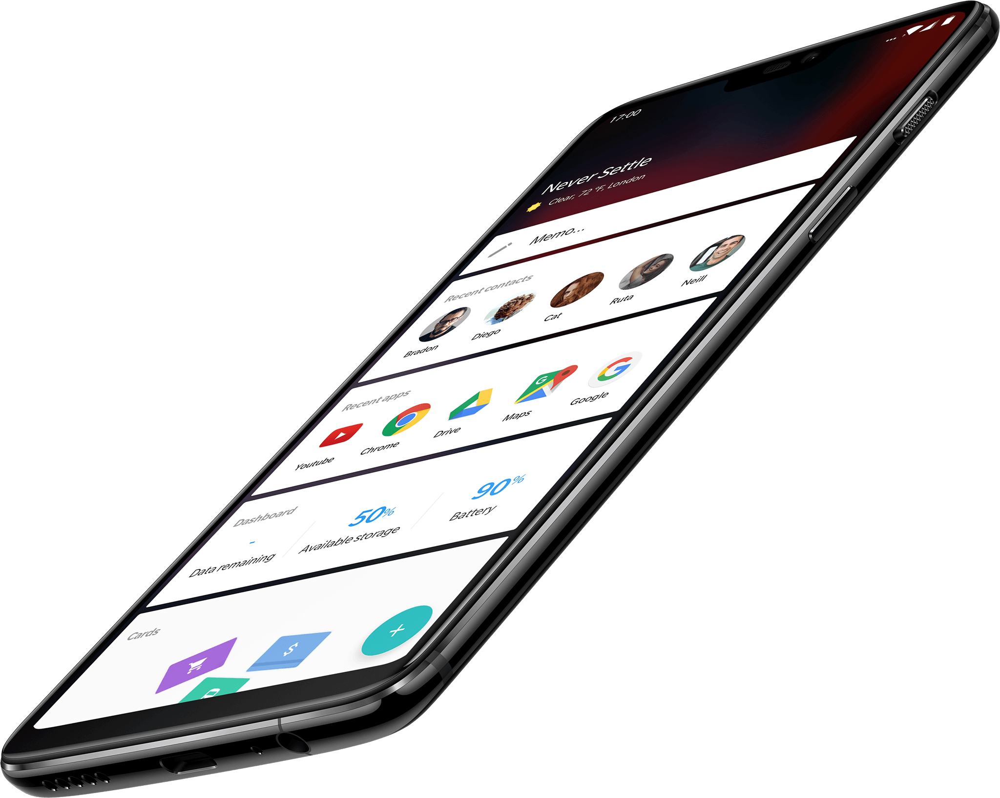 17:00
Never Settle
Clear, 72 °F, London
Memo...
Recent contacts
Bradon Diego Cat Ruta Neill
Recent apps
Youtube Chrome Drive Maps Google
Dashboard
- 50% 90%
Data remaining Available storage Battery
Cards
$
+